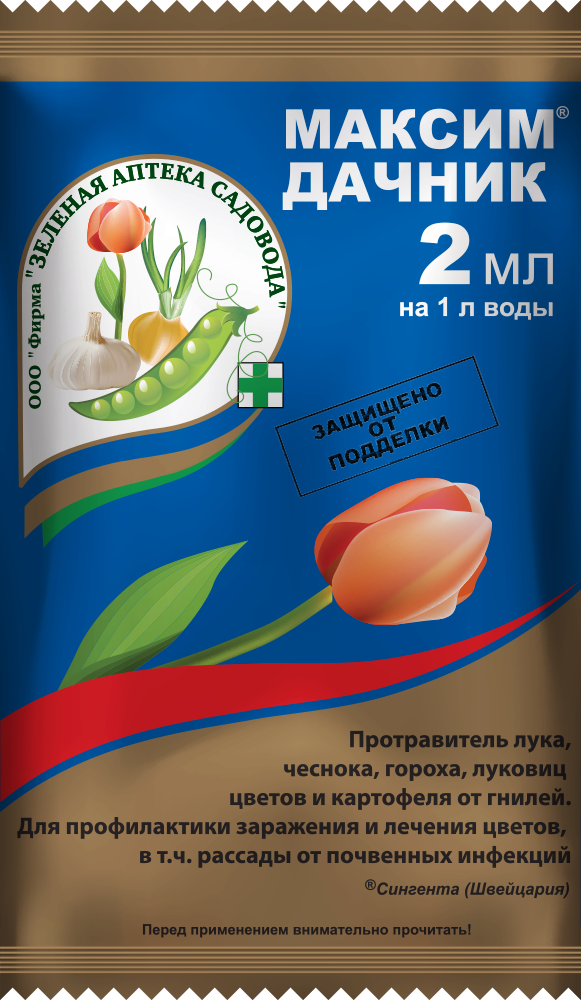 МАКСИМ®
ДАЧНИК
2 мл
на 1 л воды
ООО "Фирма "ЗЕЛЕНАЯ АПТЕКА САДОВОДА"
ЗАЩИЩЕНО
ОТ
ПОДДЕЛКИ
Протравитель лука,
чеснока, гороха, луковиц
цветов и картофеля от гнилей.
Для профилактики заражения и лечения цветов,
в т.ч. рассады от почвенных инфекций
®Сингента (Швейцария)
Перед применением внимательно прочитать!